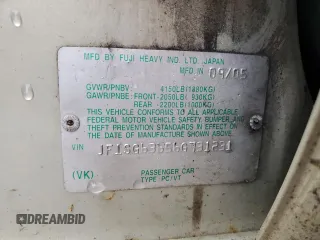 MFD BY FUJI HEAVY IND. LTD. JAPAN
MFD IN 09/05
GVWR/PNBV 4150LB(1880KG)
GAWR/PNBE: FRONT-2050LB( 930KG)
REAR -2200LB(1000KG)
THIS VEHICLE CONFORMS TO ALL APPLICABLE
FEDERAL MOTOR VEHICLE SAFETY, BUMPER, AND
THEFT PREVENTION STANDARDS IN EFFECT ON THE
DATE OF MANUFACTURE SHOWN ABOVE.
VIN
(VK)
PASSENGER CAR
TYPE PC/VT